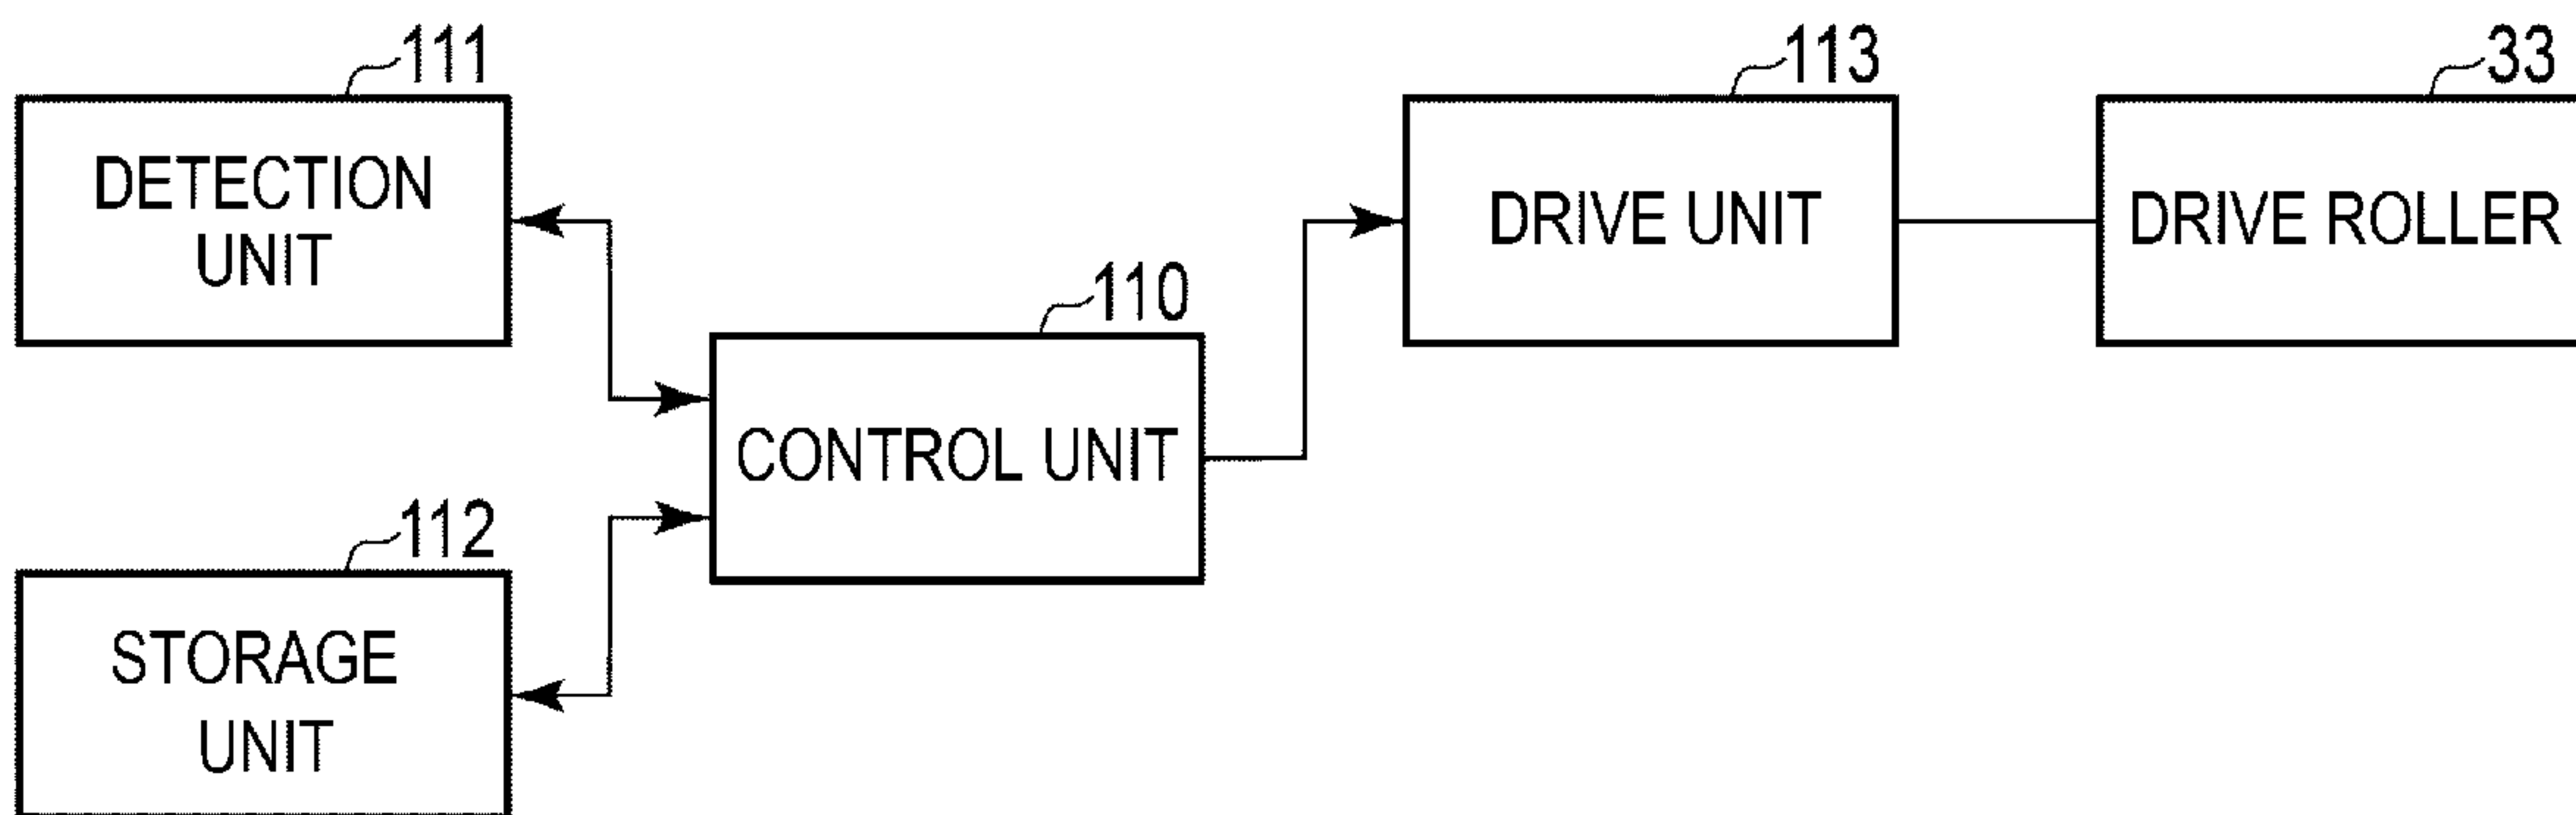 111
DETECTION
UNIT
112
STORAGE
UNIT
110
CONTROL UNIT
113
DRIVE UNIT
33
DRIVE ROLLER